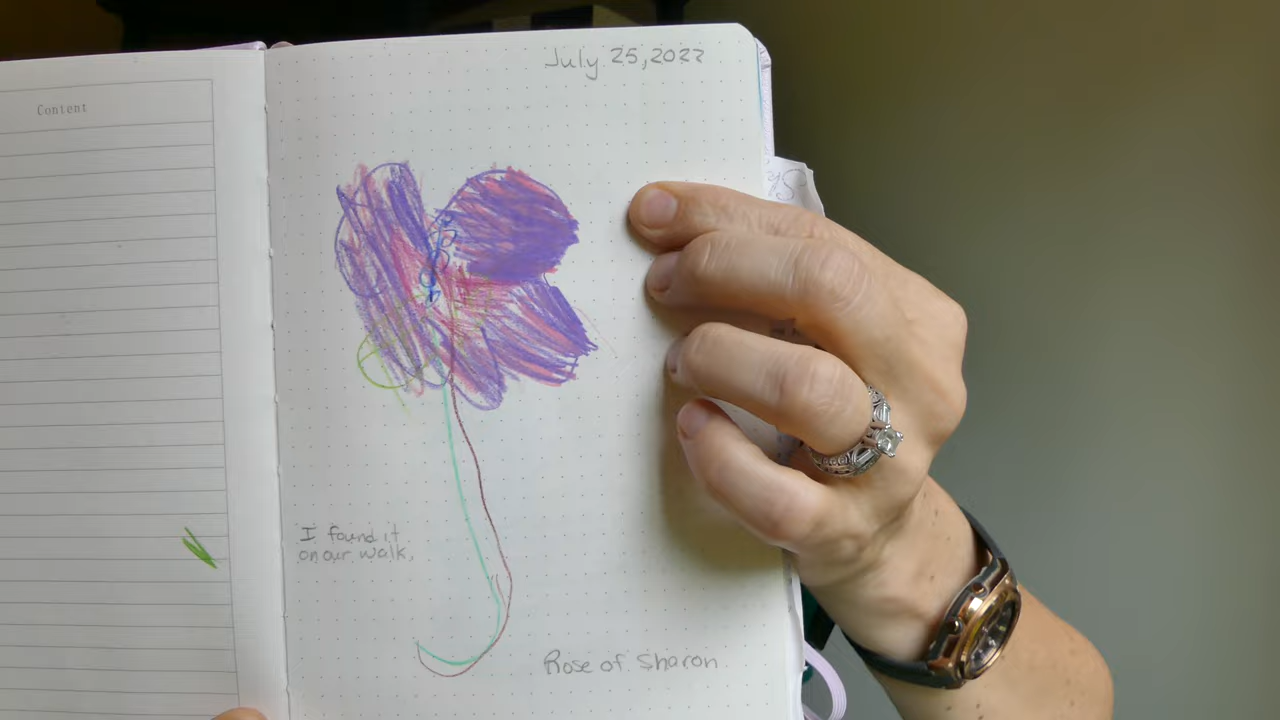 Content
July 25, 2022
I found it
on our walk.
Rose of Sharon